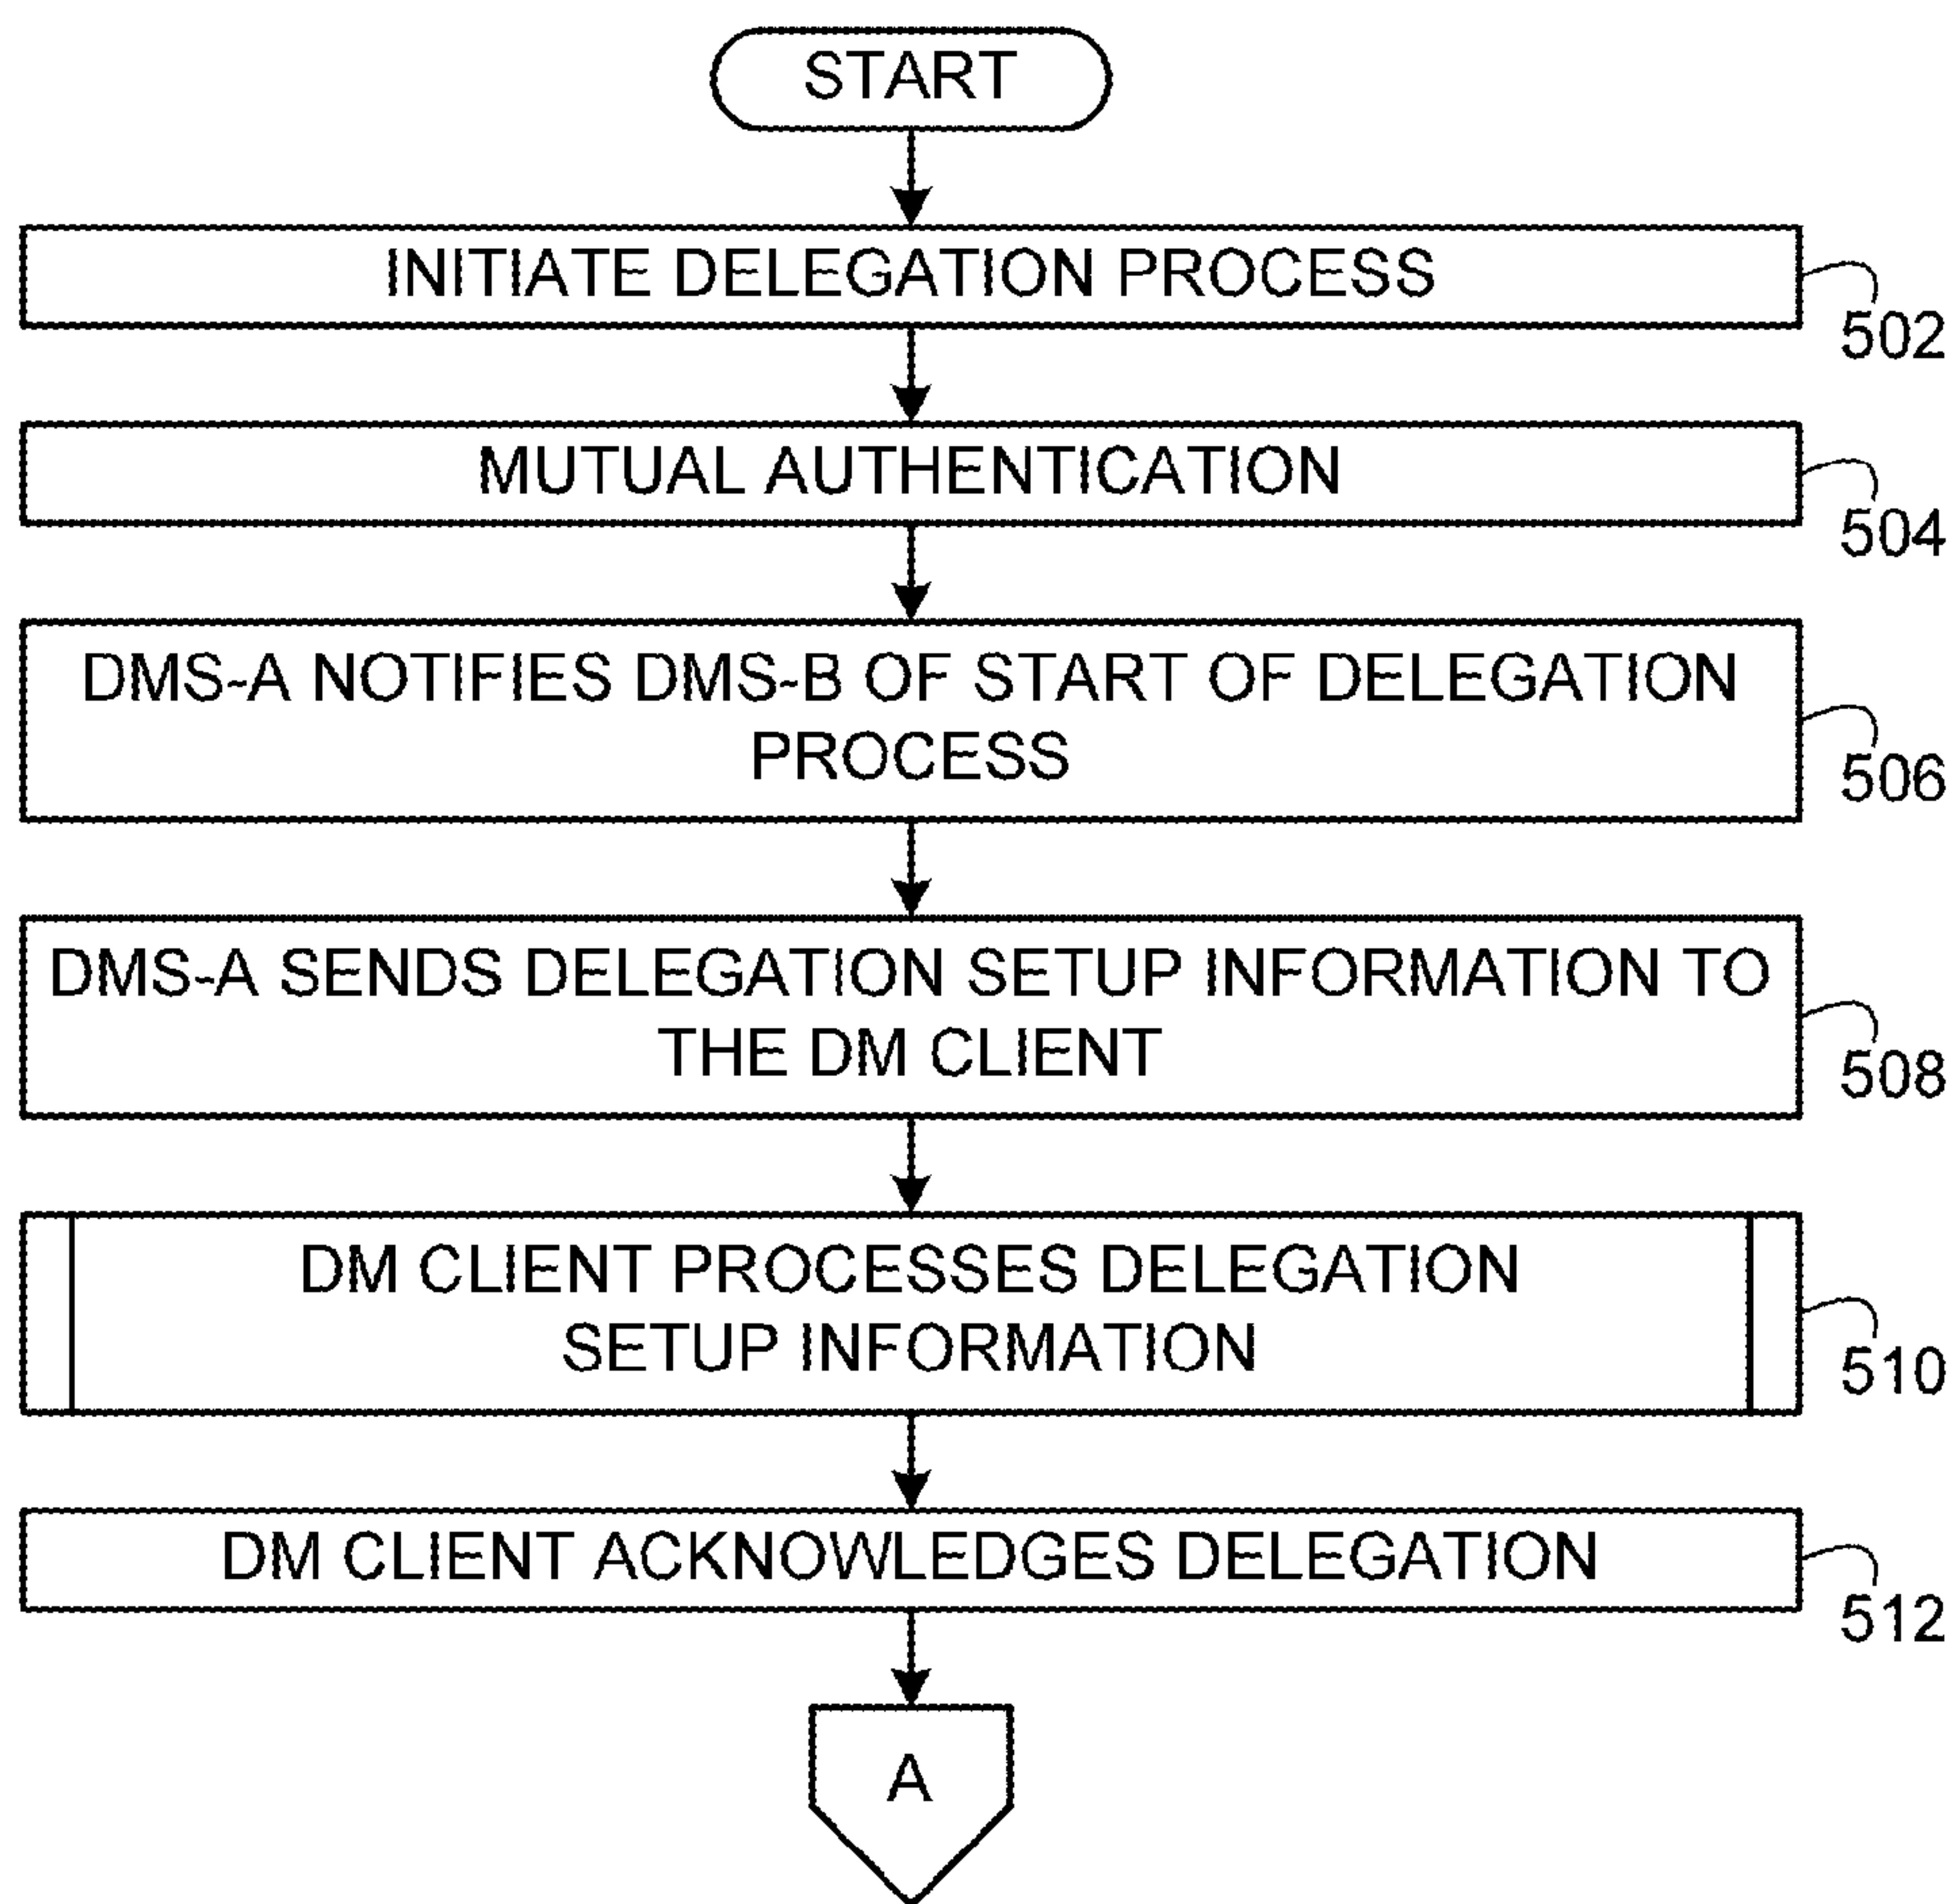 START
INITIATE DELEGATION PROCESS
502
MUTUAL AUTHENTICATION
504
DMS-A NOTIFIES DMS-B OF START OF DELEGATION
PROCESS
506
DMS-A SENDS DELEGATION SETUP INFORMATION TO
THE DM CLIENT
508
DM CLIENT PROCESSES DELEGATION
SETUP INFORMATION
510
DM CLIENT ACKNOWLEDGES DELEGATION
512
A